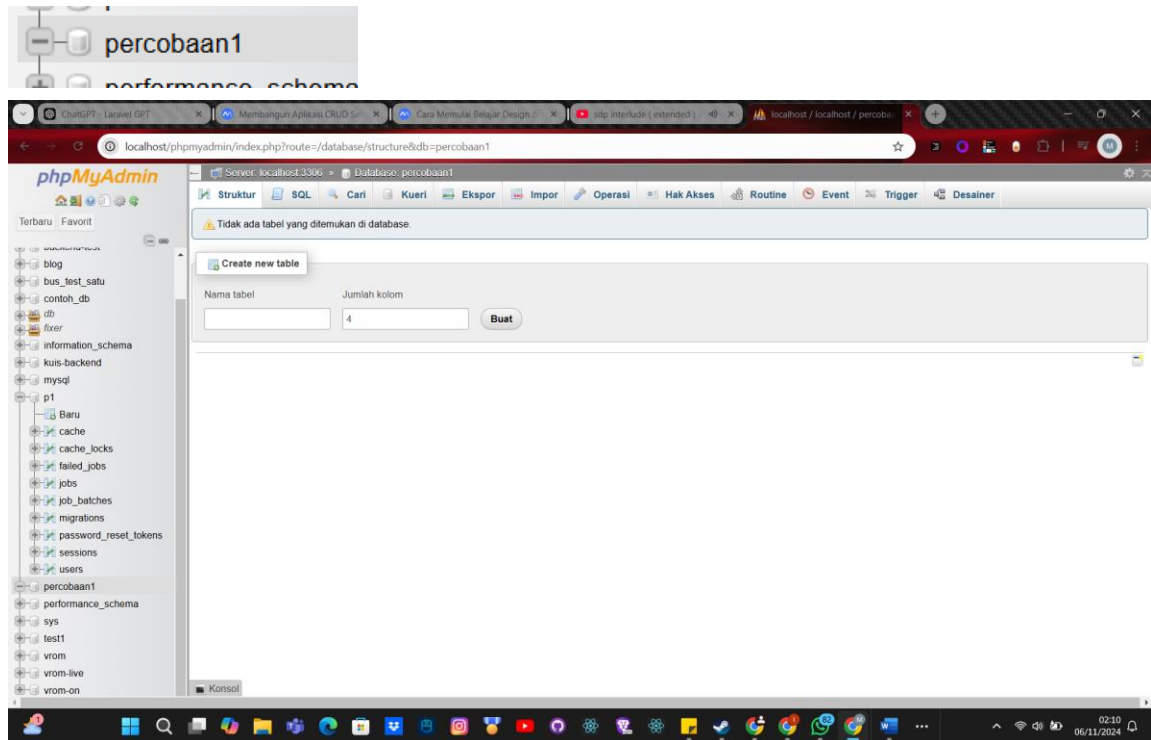 percobaan1
performance_schema
ChatGPT - Laravel GPT
Membangun Aplikasi CRUD S
Cara Memulai Belajar Design
sdp interlude ( extended )
localhost / localhost / percoba
localhost/phpmyadmin/index.php?route=/database/structure&db=percobaan1
M
phpMyAdmin
Terbaru Favorit
Server: localhost:3306 » Database: percobaan1
Struktur SQL Cari Kueri Ekspor Impor Operasi Hak Akses Routine Event Trigger Desainer
Tidak ada tabel yang ditemukan di database.
Create new table
Nama tabel Jumlah kolom
4 Buat
backend-test
blog
bus_test_satu
contoh_db
db
fixer
information_schema
kuis-backend
mysql
p1
Baru
cache
cache_locks
failed_jobs
jobs
job_batches
migrations
password_reset_tokens
sessions
users
percobaan1
performance_schema
sys
test1
vrom
vrom-live
vrom-on
Konsol
02:10
06/11/2024